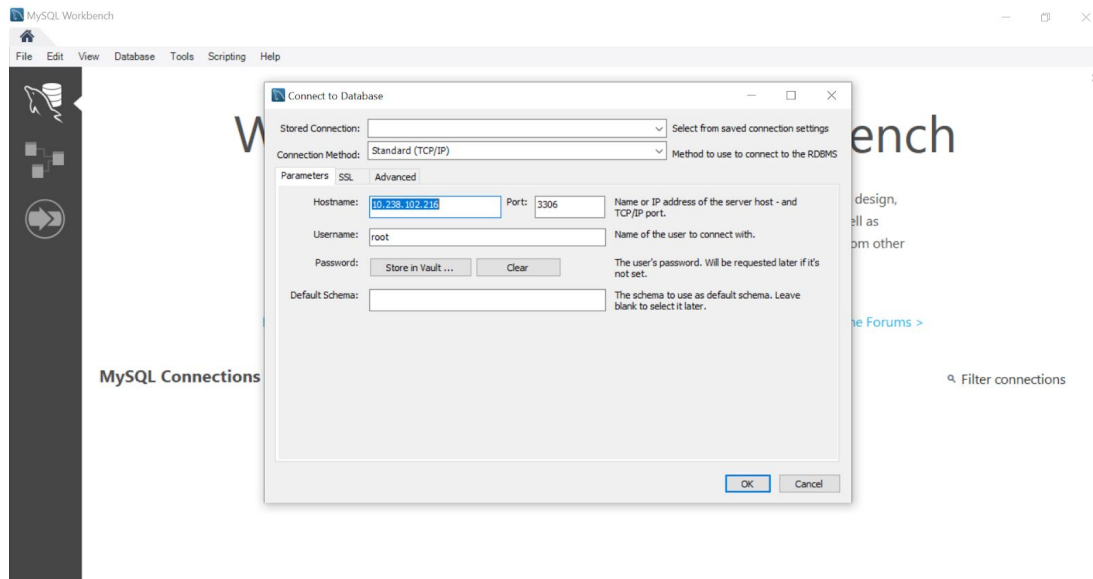 MySQL Workbench
File Edit View Database Tools Scripting Help
W
ench
Connect to Database
Stored Connection: Select from saved connection settings
Connection Method: Standard (TCP/IP) Method to use to connect to the RDBMS
Parameters SSL Advanced
Hostname: 10.238.102.216 Port: 3306 Name or IP address of the server host - and
TCP/IP port.
Username: root Name of the user to connect with.
Password: Store in Vault ... Clear The user's password. Will be requested later if it's
not set.
Default Schema: The schema to use as default schema. Leave
blank to select it later.
OK Cancel
design,
ell as
om other
ne Forums >
MySQL Connections
Filter connections